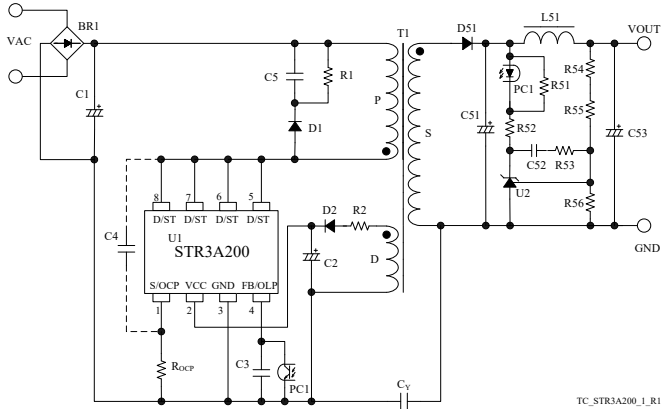 BR1
VAC
C1
C5
R1
D1
P
T1
S
D51
L51
VOUT
PC1
R51
R54
R55
C51
R52
C53
C52
R53
U2
R56
GND
8
7
6
5
D/ST
D/ST
D/ST
D/ST
C4
U1
STR3A200
D2
R2
C2
D
S/OCP
VCC
GND
FB/OLP
1
2
3
4
ROCP
C3
PC1
CY
TC_STR3A200_1_R1